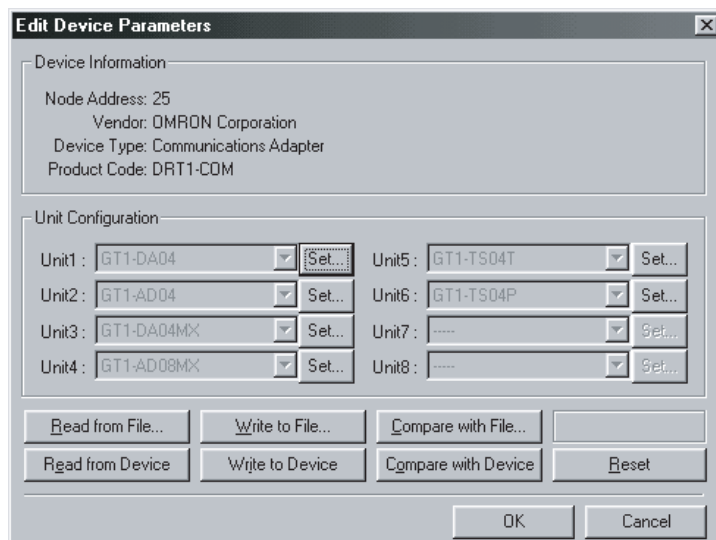 Edit Device Parameters
Device Information
Node Address: 25
Vendor: OMRON Corporation
Device Type: Communications Adapter
Product Code: DRT1-COM
Unit Configuration
Unit1 : GT1-DA04 Set... Unit5 : GT1-TS04T Set...
Unit2 : GT1-AD04 Set... Unit6 : GT1-TS04P Set...
Unit3 : GT1-DA04MX Set... Unit7 : ----- Set...
Unit4 : GT1-AD08MX Set... Unit8 : ----- Set...
Read from File... Write to File... Compare with File...
Read from Device Write to Device Compare with Device Reset
OK Cancel